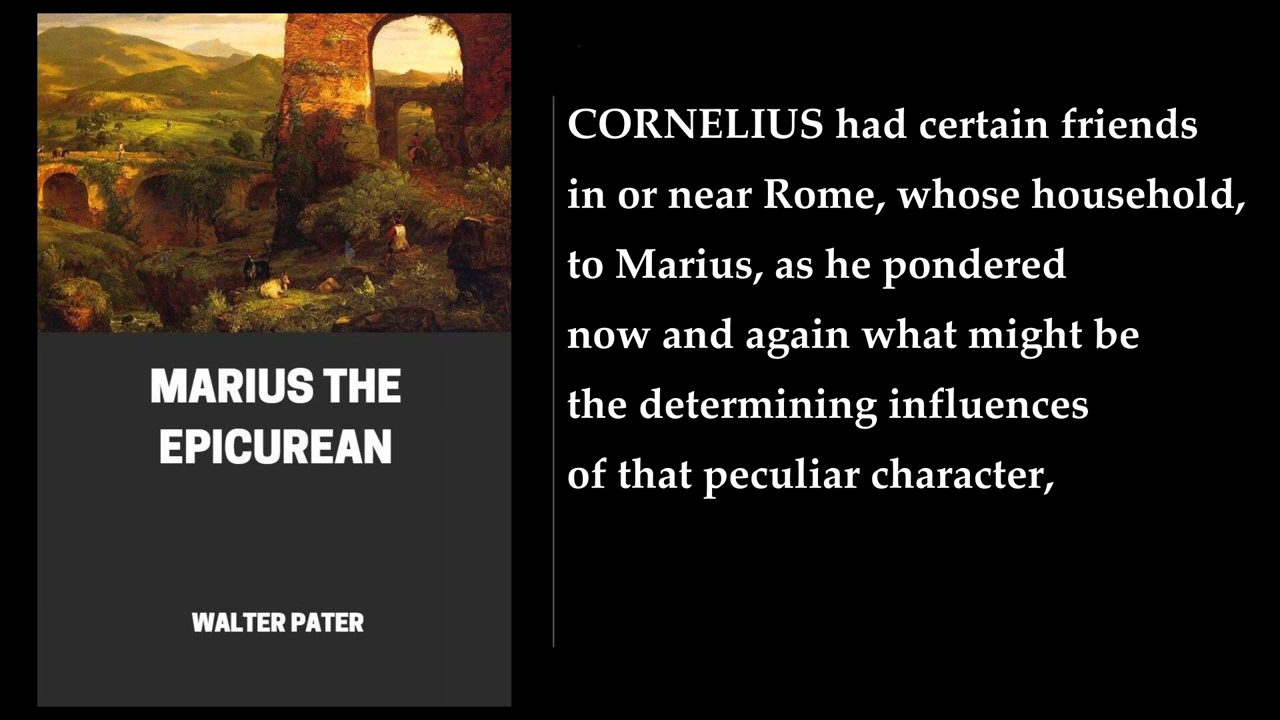 MARIUS THE
EPICUREAN
WALTER PATER
CORNELIUS had certain friends
in or near Rome, whose household,
to Marius, as he pondered
now and again what might be
the determining influences
of that peculiar character,